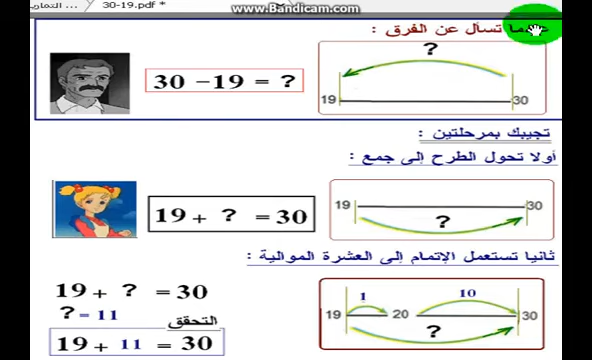 www.Bandicam.com
30-19.pdf *
تسأل عن الفرق :
?
30 – 19 = ?
19 30
تجيبك بمرحلتين :
أولا تحول الطرح إلى جمع :
19 30
19 + ? = 30
?
ثانيا تستعمل الإتمام إلى العشرة الموالية :
19 + ? = 30
1 10
? = 11
19 20 30
التحقق
?
19 + 11 = 30